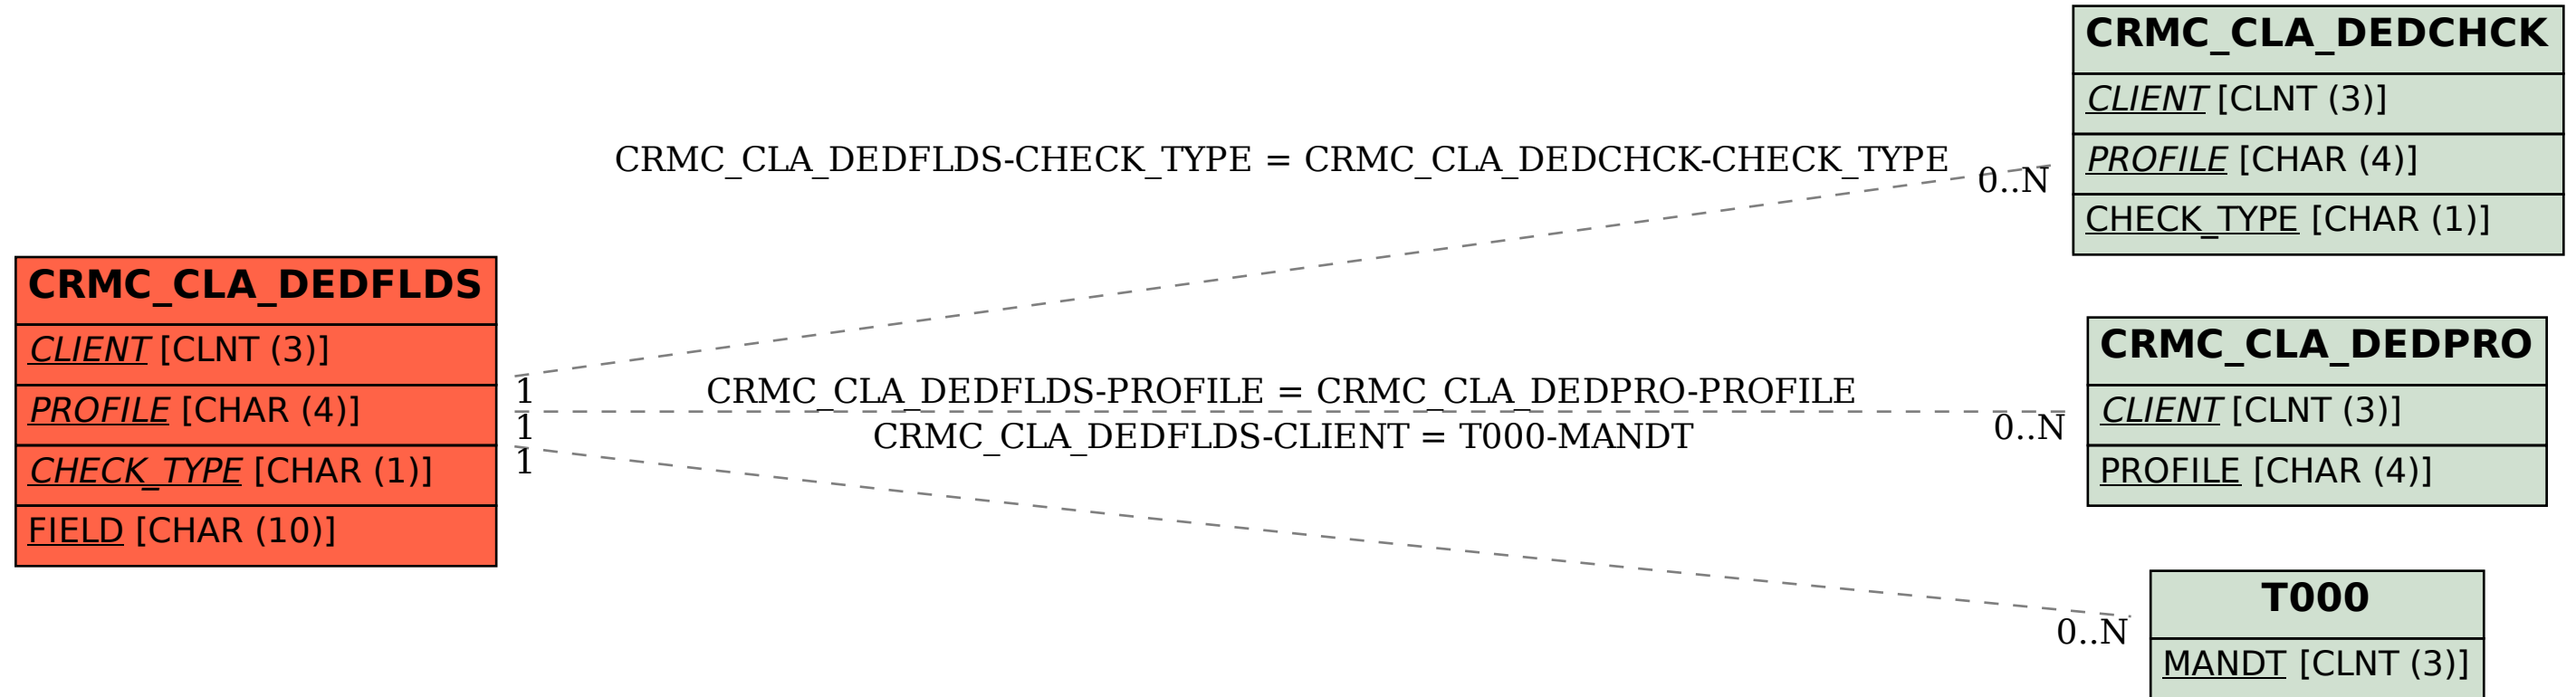 CRMC_CLA_DEDCHCK
CLIENT [CLNT (3)]
PROFILE [CHAR (4)]
CHECK_TYPE [CHAR (1)]
CRMC_CLA_DEDFLDS-CHECK_TYPE = CRMC_CLA_DEDCHCK-CHECK_TYPE
0..N
CRMC_CLA_DEDFLDS
CLIENT [CLNT (3)]
PROFILE [CHAR (4)]
CHECK_TYPE [CHAR (1)]
FIELD [CHAR (10)]
1
CRMC_CLA_DEDFLDS-PROFILE = CRMC_CLA_DEDPRO-PROFILE
1
0..N
CRMC_CLA_DEDFLDS-CLIENT = T000-MANDT
1
CRMC_CLA_DEDPRO
CLIENT [CLNT (3)]
PROFILE [CHAR (4)]
0..N
T000
MANDT [CLNT (3)]